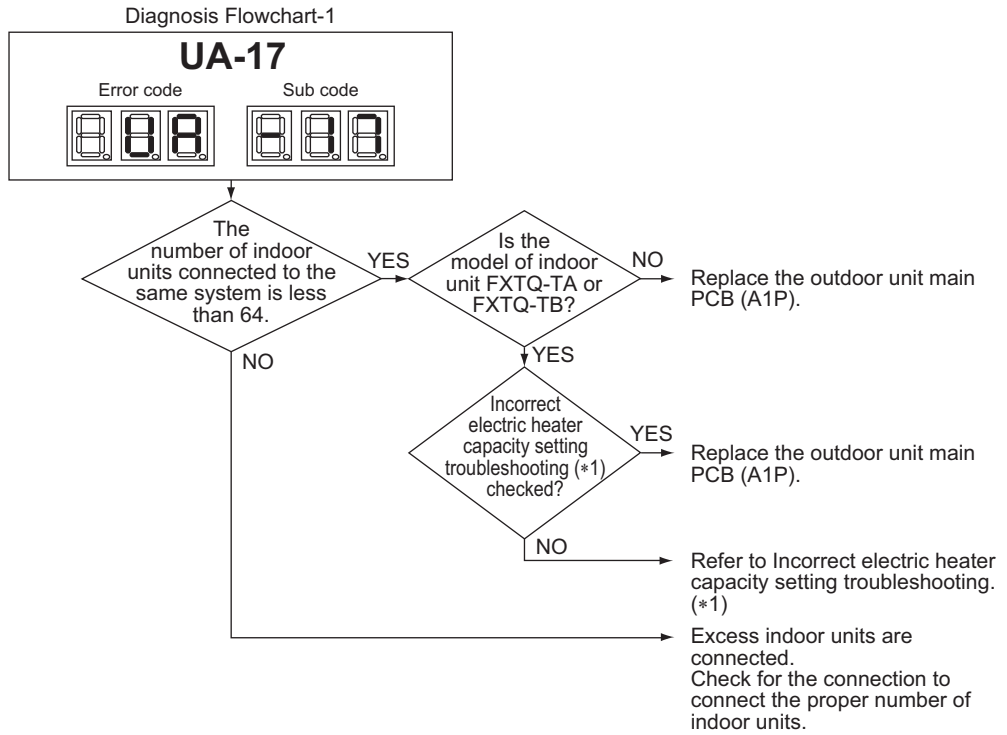 Diagnosis Flowchart-1
UA-17
Error code
Sub code
UA
-17
The
number of indoor
units connected to the
same system is less
than 64.
YES
Is the
model of indoor
unit FXTQ-TA or
FXTQ-TB?
NO
Replace the outdoor unit main
PCB (A1P).
NO
YES
Incorrect
electric heater
capacity setting
troubleshooting (*1)
checked?
YES
Replace the outdoor unit main
PCB (A1P).
NO
Refer to Incorrect electric heater
capacity setting troubleshooting.
(*1)
Excess indoor units are
connected.
Check for the connection to
connect the proper number of
indoor units.